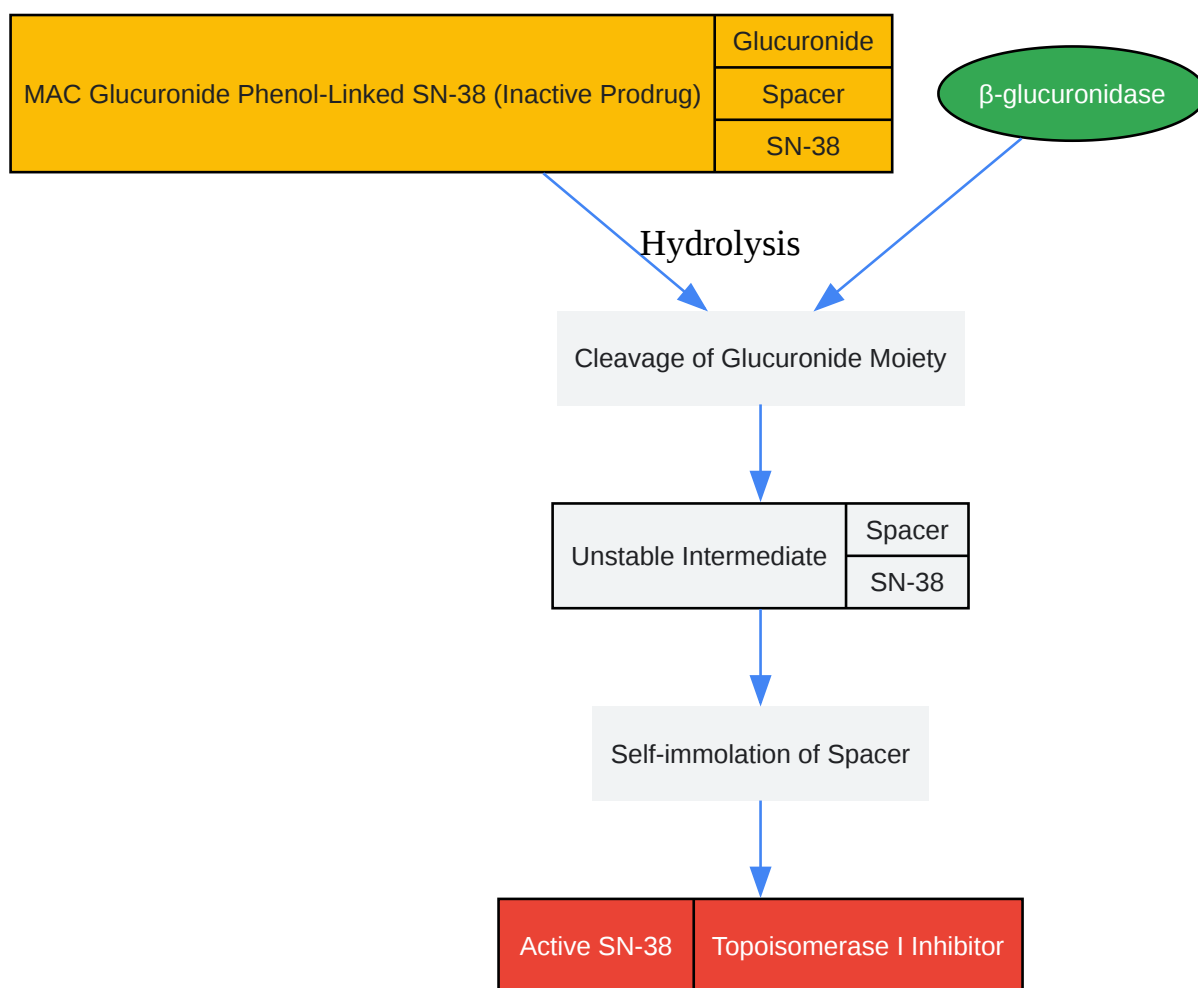 MAC Glucuronide Phenol-Linked SN-38 (Inactive Prodrug)
Glucuronide
Spacer
SN-38
β-glucuronidase
Hydrolysis
Cleavage of Glucuronide Moiety
Unstable Intermediate
Spacer
SN-38
Self-immolation of Spacer
Active SN-38
Topoisomerase I Inhibitor